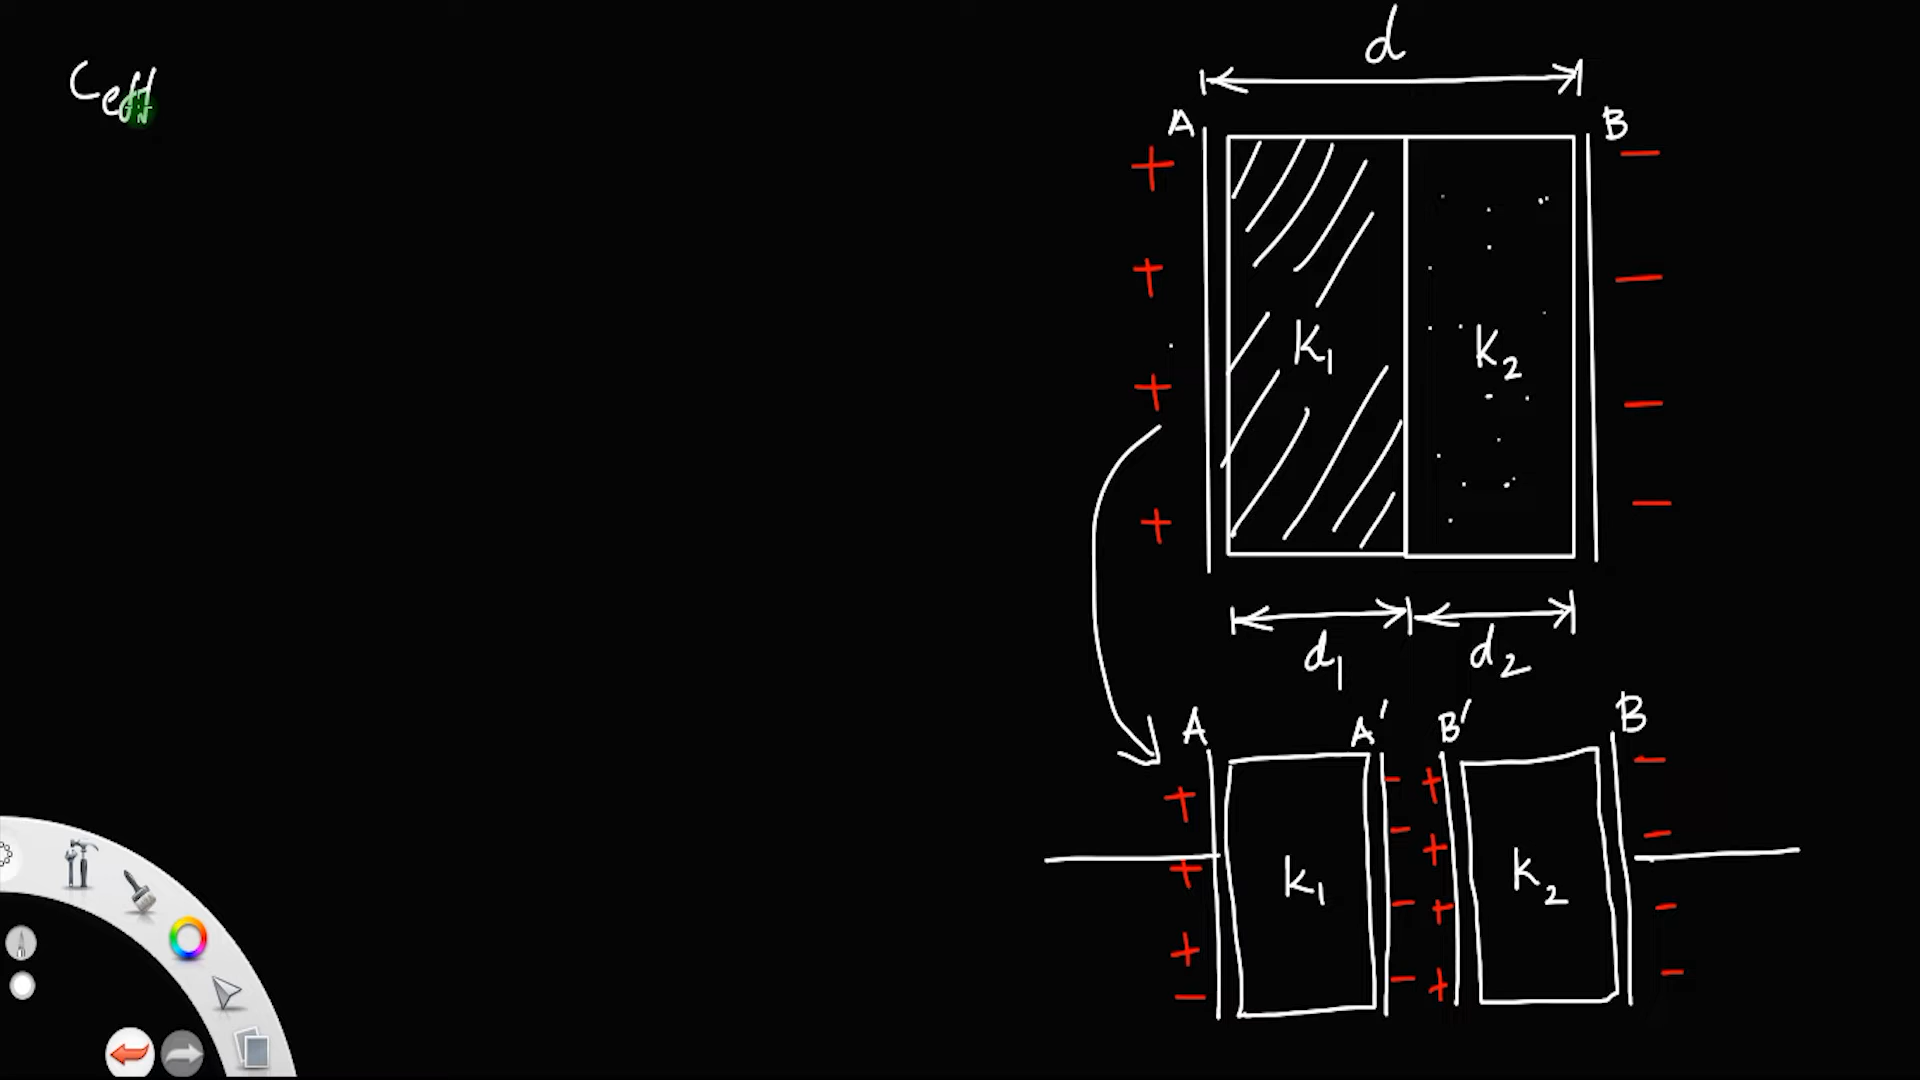 Ceff
d
A B
+ −
+ −
K1 K2
+ −
+ −
d1 d2
A A' B' B
+ − + −
+ − + −
K1 K2
+ − + −
− − + −